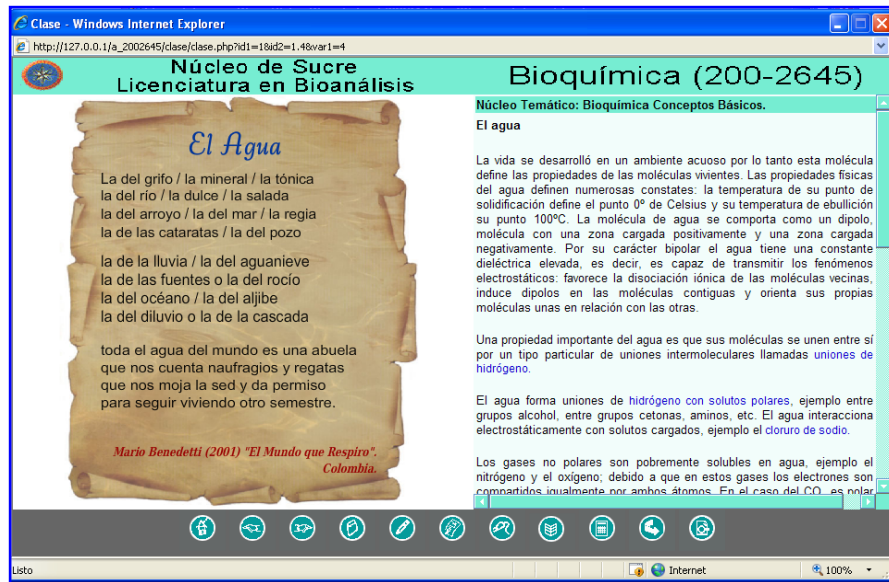 Clase - Windows Internet Explorer
http://127.0.0.1/a_2002645/clase/clase.php?id1=1&id2=1.4&var1=4
Núcleo de Sucre
Licenciatura en Bioanálisis
Bioquímica (200-2645)
El Agua
La del grifo / la mineral / la tónica
la del río / la dulce / la salada
la del arroyo / la del mar / la regia
la de las cataratas / la del pozo
la de la lluvia / la del aguanieve
la de las fuentes o la del rocío
la del océano / la del aljibe
la del diluvio o la de la cascada
toda el agua del mundo es una abuela
que nos cuenta naufragios y regatas
que nos moja la sed y da permiso
para seguir viviendo otro semestre.
Mario Benedetti (2001) "El Mundo que Respiro".
Colombia.
Núcleo Temático: Bioquímica Conceptos Básicos.
El agua
La vida se desarrolló en un ambiente acuoso por lo tanto esta molécula
define las propiedades de las moléculas vivientes. Las propiedades físicas
del agua definen numerosas constates: la temperatura de su punto de
solidificación define el punto 0º de Celsius y su temperatura de ebullición
su punto 100ºC. La molécula de agua se comporta como un dipolo,
molécula con una zona cargada positivamente y una zona cargada
negativamente. Por su carácter bipolar el agua tiene una constante
dieléctrica elevada, es decir, es capaz de transmitir los fenómenos
electrostáticos: favorece la disociación iónica de las moléculas vecinas,
induce dipolos en las moléculas contiguas y orienta sus propias
moléculas unas en relación con las otras.
Una propiedad importante del agua es que sus moléculas se unen entre sí
por un tipo particular de uniones intermoleculares llamadas uniones de
hidrógeno.
El agua forma uniones de hidrógeno con solutos polares, ejemplo entre
grupos alcohol, entre grupos cetonas, aminos, etc. El agua interacciona
electrostáticamente con solutos cargados, ejemplo el cloruro de sodio.
Los gases no polares son pobremente solubles en agua, ejemplo el
nitrógeno y el oxígeno; debido a que en estos gases los electrones son
compartidos igualmente por ambos átomos. En el caso del CO es polar
Listo
Internet
100%